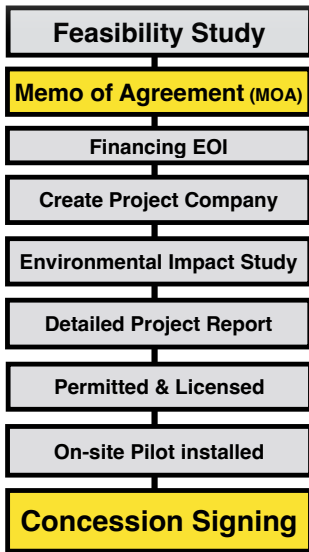 Feasibility Study
Memo of Agreement (MOA)
Financing EOI
Create Project Company
Environmental Impact Study
Detailed Project Report
Permitted & Licensed
On-site Pilot installed
Concession Signing